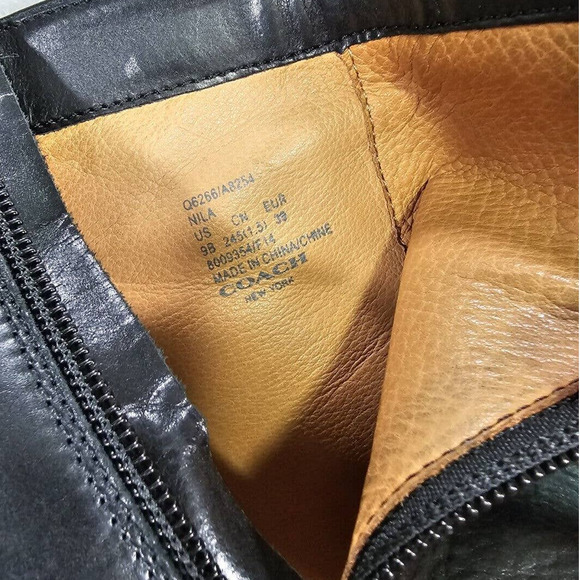 Q6266/A8254
NILA
US CN EUR
9B 245(1.5) 39
8009354/F14
MADE IN CHINA/CHINE
COACH
NEW YORK